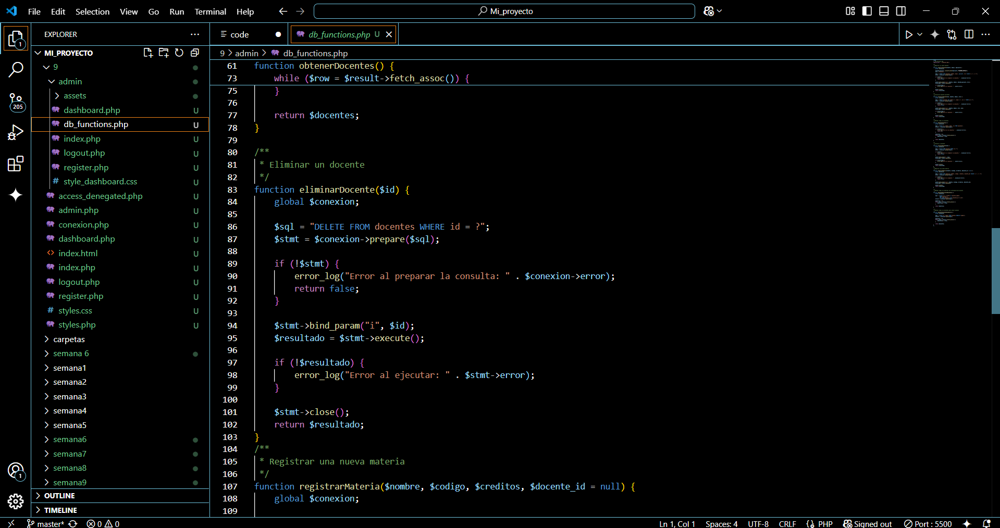 File Edit Selection View Go Run Terminal Help
Mi_proyecto
EXPLORER
MI_PROYECTO
9
admin
assets
dashboard.php U
db_functions.php U
index.php U
logout.php U
register.php U
style_dashboard.css U
access_denegated.php U
admin.php U
conexion.php U
dashboard.php U
index.html U
index.php U
logout.php U
register.php U
styles.css U
styles.php U
carpetas
semana 6
semana1
semana2
semana3
semana4
semana5
semana6
semana7
semana8
semana9
OUTLINE
TIMELINE
1
205
1
code
db_functions.php U
9 > admin > db_functions.php
61 function obtenerDocentes() {
73 while ($row = $result->fetch_assoc()) {
75 }
76
77 return $docentes;
78 }
79
80 /**
81 * Eliminar un docente
82 */
83 function eliminarDocente($id) {
84 global $conexion;
85
86 $sql = "DELETE FROM docentes WHERE id = ?";
87 $stmt = $conexion->prepare($sql);
88
89 if (!$stmt) {
90 error_log("Error al preparar la consulta: " . $conexion->error);
91 return false;
92 }
93
94 $stmt->bind_param("i", $id);
95 $resultado = $stmt->execute();
96
97 if (!$resultado) {
98 error_log("Error al ejecutar: " . $stmt->error);
99 }
100
101 $stmt->close();
102 return $resultado;
103 }
104 /**
105 * Registrar una nueva materia
106 */
107 function registrarMateria($nombre, $codigo, $creditos, $docente_id = null) {
108 global $conexion;
109
master* 0 0 Ln 1, Col 1 Spaces: 4 UTF-8 CRLF {} PHP Signed out Port : 5500